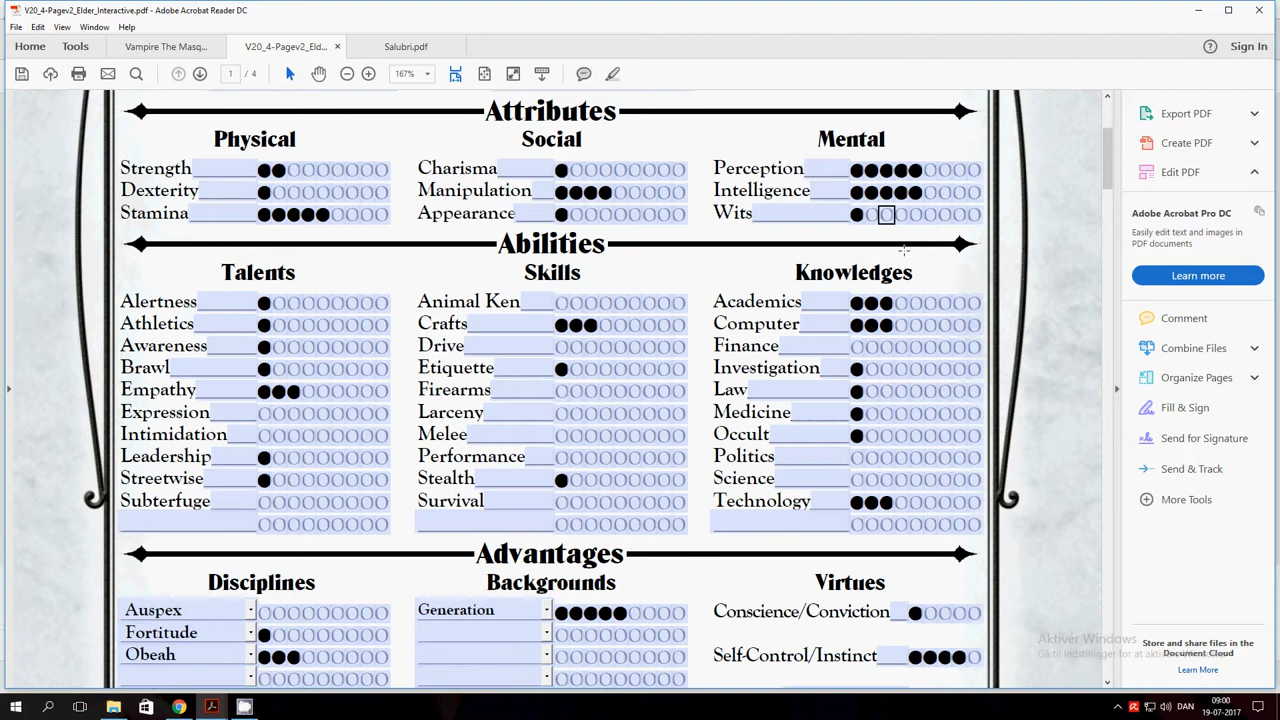 V20_4-Pagev2_Elder_Interactive.pdf - Adobe Acrobat Reader DC
File Edit View Window Help
Home Tools Vampire The Masq... V20_4-Pagev2_Eld... × Salubri.pdf Sign In
1 / 4 167%
Attributes
Physical Social Mental
Strength Charisma Perception
Dexterity Manipulation Intelligence
Stamina Appearance Wits
Abilities
Talents Skills Knowledges
Alertness Animal Ken Academics
Athletics Crafts Computer
Awareness Drive Finance
Brawl Etiquette Investigation
Empathy Firearms Law
Expression Larceny Medicine
Intimidation Melee Occult
Leadership Performance Politics
Streetwise Stealth Science
Subterfuge Survival Technology
Advantages
Disciplines Backgrounds Virtues
Auspex Generation Conscience/Conviction
Fortitude
Obeah Self-Control/Instinct
Export PDF
Create PDF
Edit PDF
Adobe Acrobat Pro DC
Edit text and images in
PDF documents
Learn more
Comment
Combine Files
Organize Pages
Fill & Sign
Send for Signature
Send & Track
More Tools
Aktivér Windows
Gå til Indstillinger for at aktivere Windows.
Store and share files in the
Document Cloud
Learn More
DAN
09:00
19-07-2017